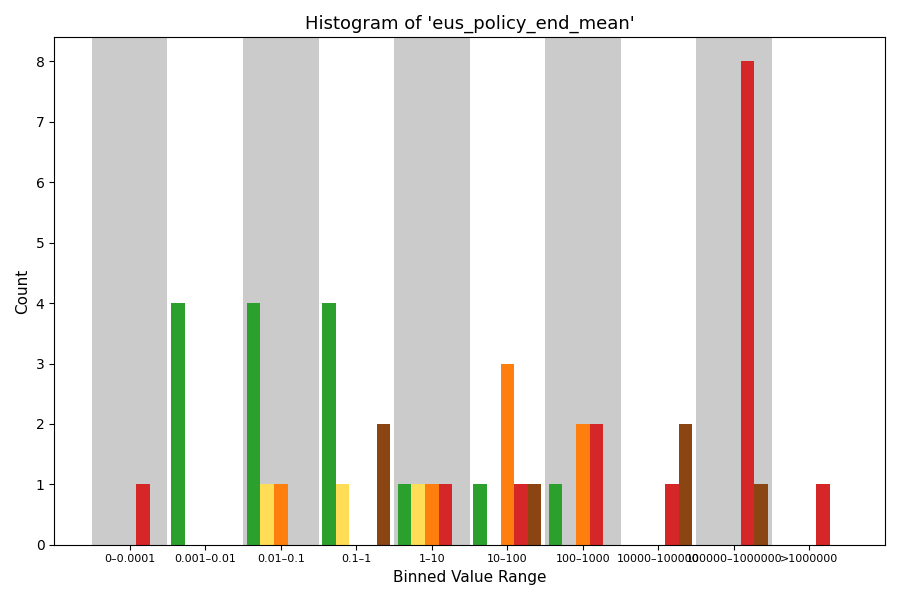 Histogram of 'eus_policy_end_mean'
Count
8
7
6
5
4
3
2
1
0
0–0.0001 0.001–0.01 0.01–0.1 0.1–1 1–10 10–100 100–1000 10000–100000 100000–1000000 >1000000
Binned Value Range